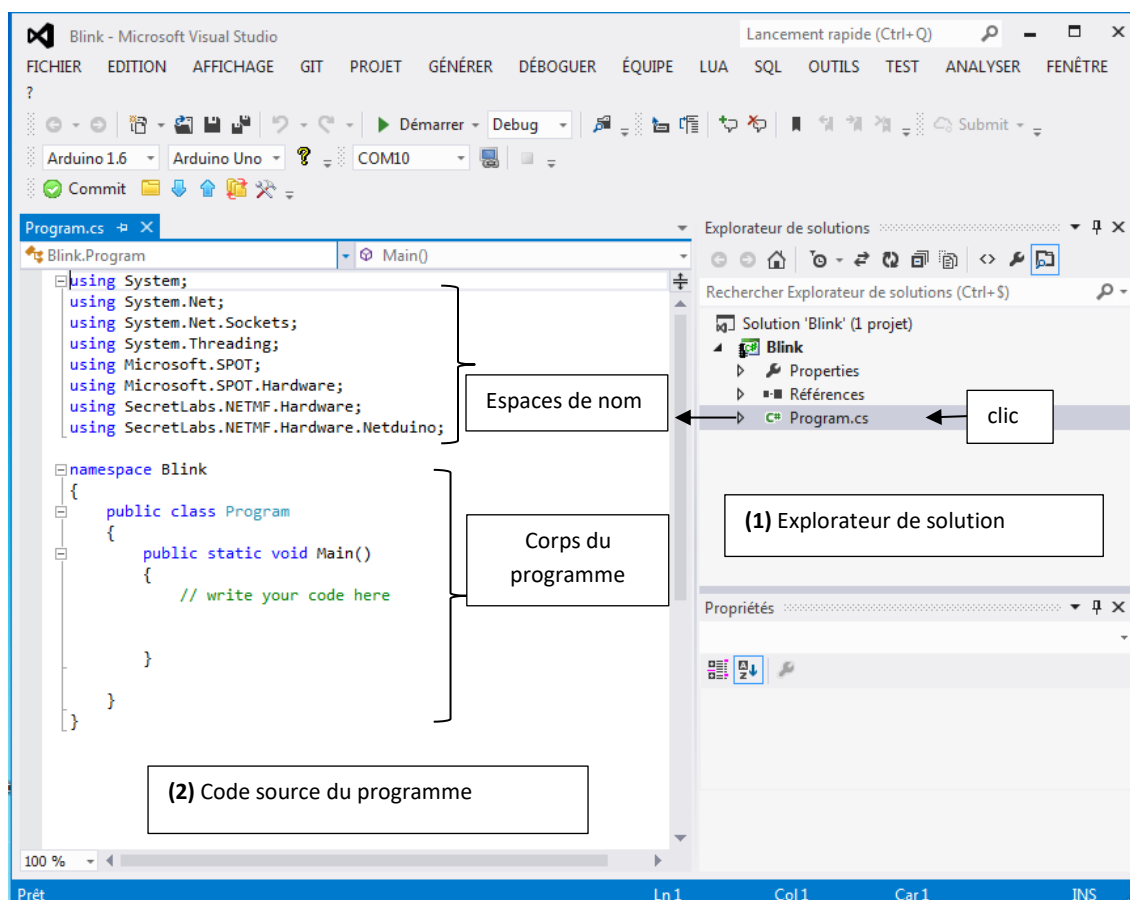 Blink - Microsoft Visual Studio
Lancement rapide (Ctrl+Q)
FICHIER EDITION AFFICHAGE GIT PROJET GÉNÉRER DÉBOGUER ÉQUIPE LUA SQL OUTILS TEST ANALYSER FENÊTRE
?
Démarrer Debug Submit
Arduino 1.6 Arduino Uno ? COM10
Commit
Program.cs
Blink.Program Main()
using System;
using System.Net;
using System.Net.Sockets;
using System.Threading;
using Microsoft.SPOT;
using Microsoft.SPOT.Hardware;
using SecretLabs.NETMF.Hardware;
using SecretLabs.NETMF.Hardware.Netduino;
Espaces de nom
namespace Blink
{
public class Program
{
public static void Main()
{
// write your code here
}
}
}
Corps du
programme
(2) Code source du programme
100 %
Explorateur de solutions
Rechercher Explorateur de solutions (Ctrl+$)
Solution 'Blink' (1 projet)
C# Blink
Properties
Références
C# Program.cs
clic
(1) Explorateur de solution
Propriétés
A
Z
Prêt Ln 1 Col 1 Car 1 INS